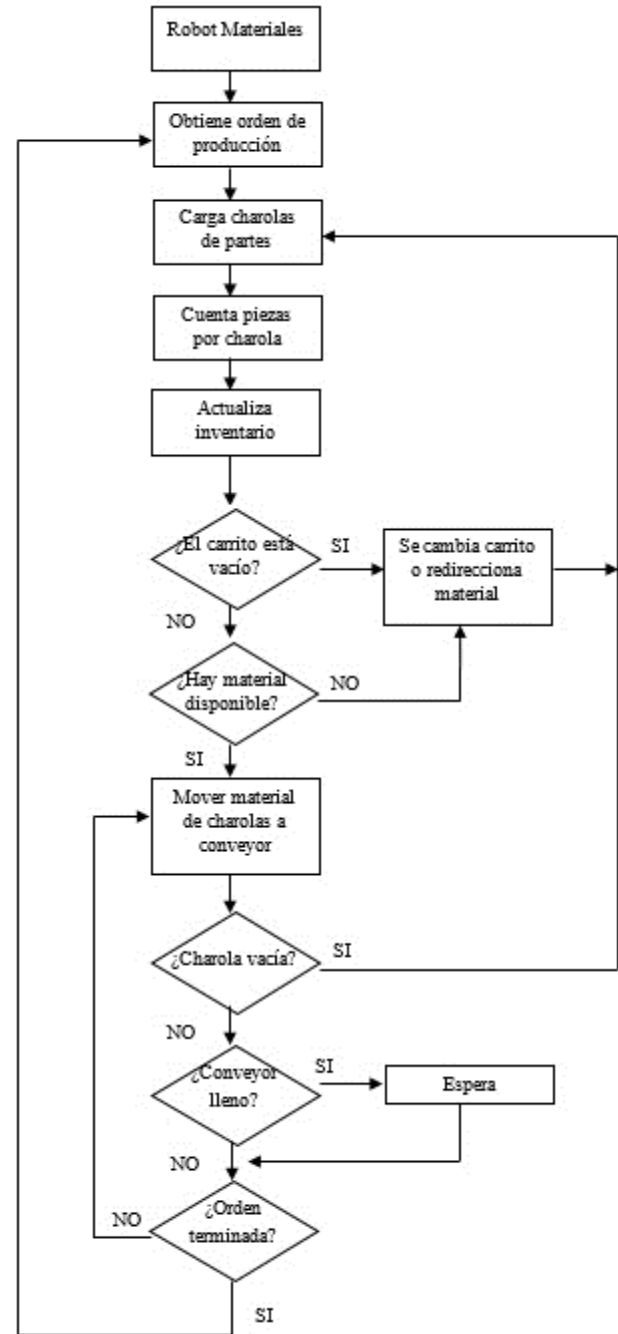 Robot Materiales
Obtiene orden de
producción
Carga charolas
de partes
Cuenta piezas
por charola
Actualiza
inventario
¿El carrito está
vacío?
SI
Se cambia carrito
o redirecciona
material
NO
¿Hay material
disponible?
NO
SI
Mover material
de charolas a
conveyor
¿Charola vacía?
SI
NO
¿Conveyor
lleno?
SI
Espera
NO
¿Orden
terminada?
NO
SI